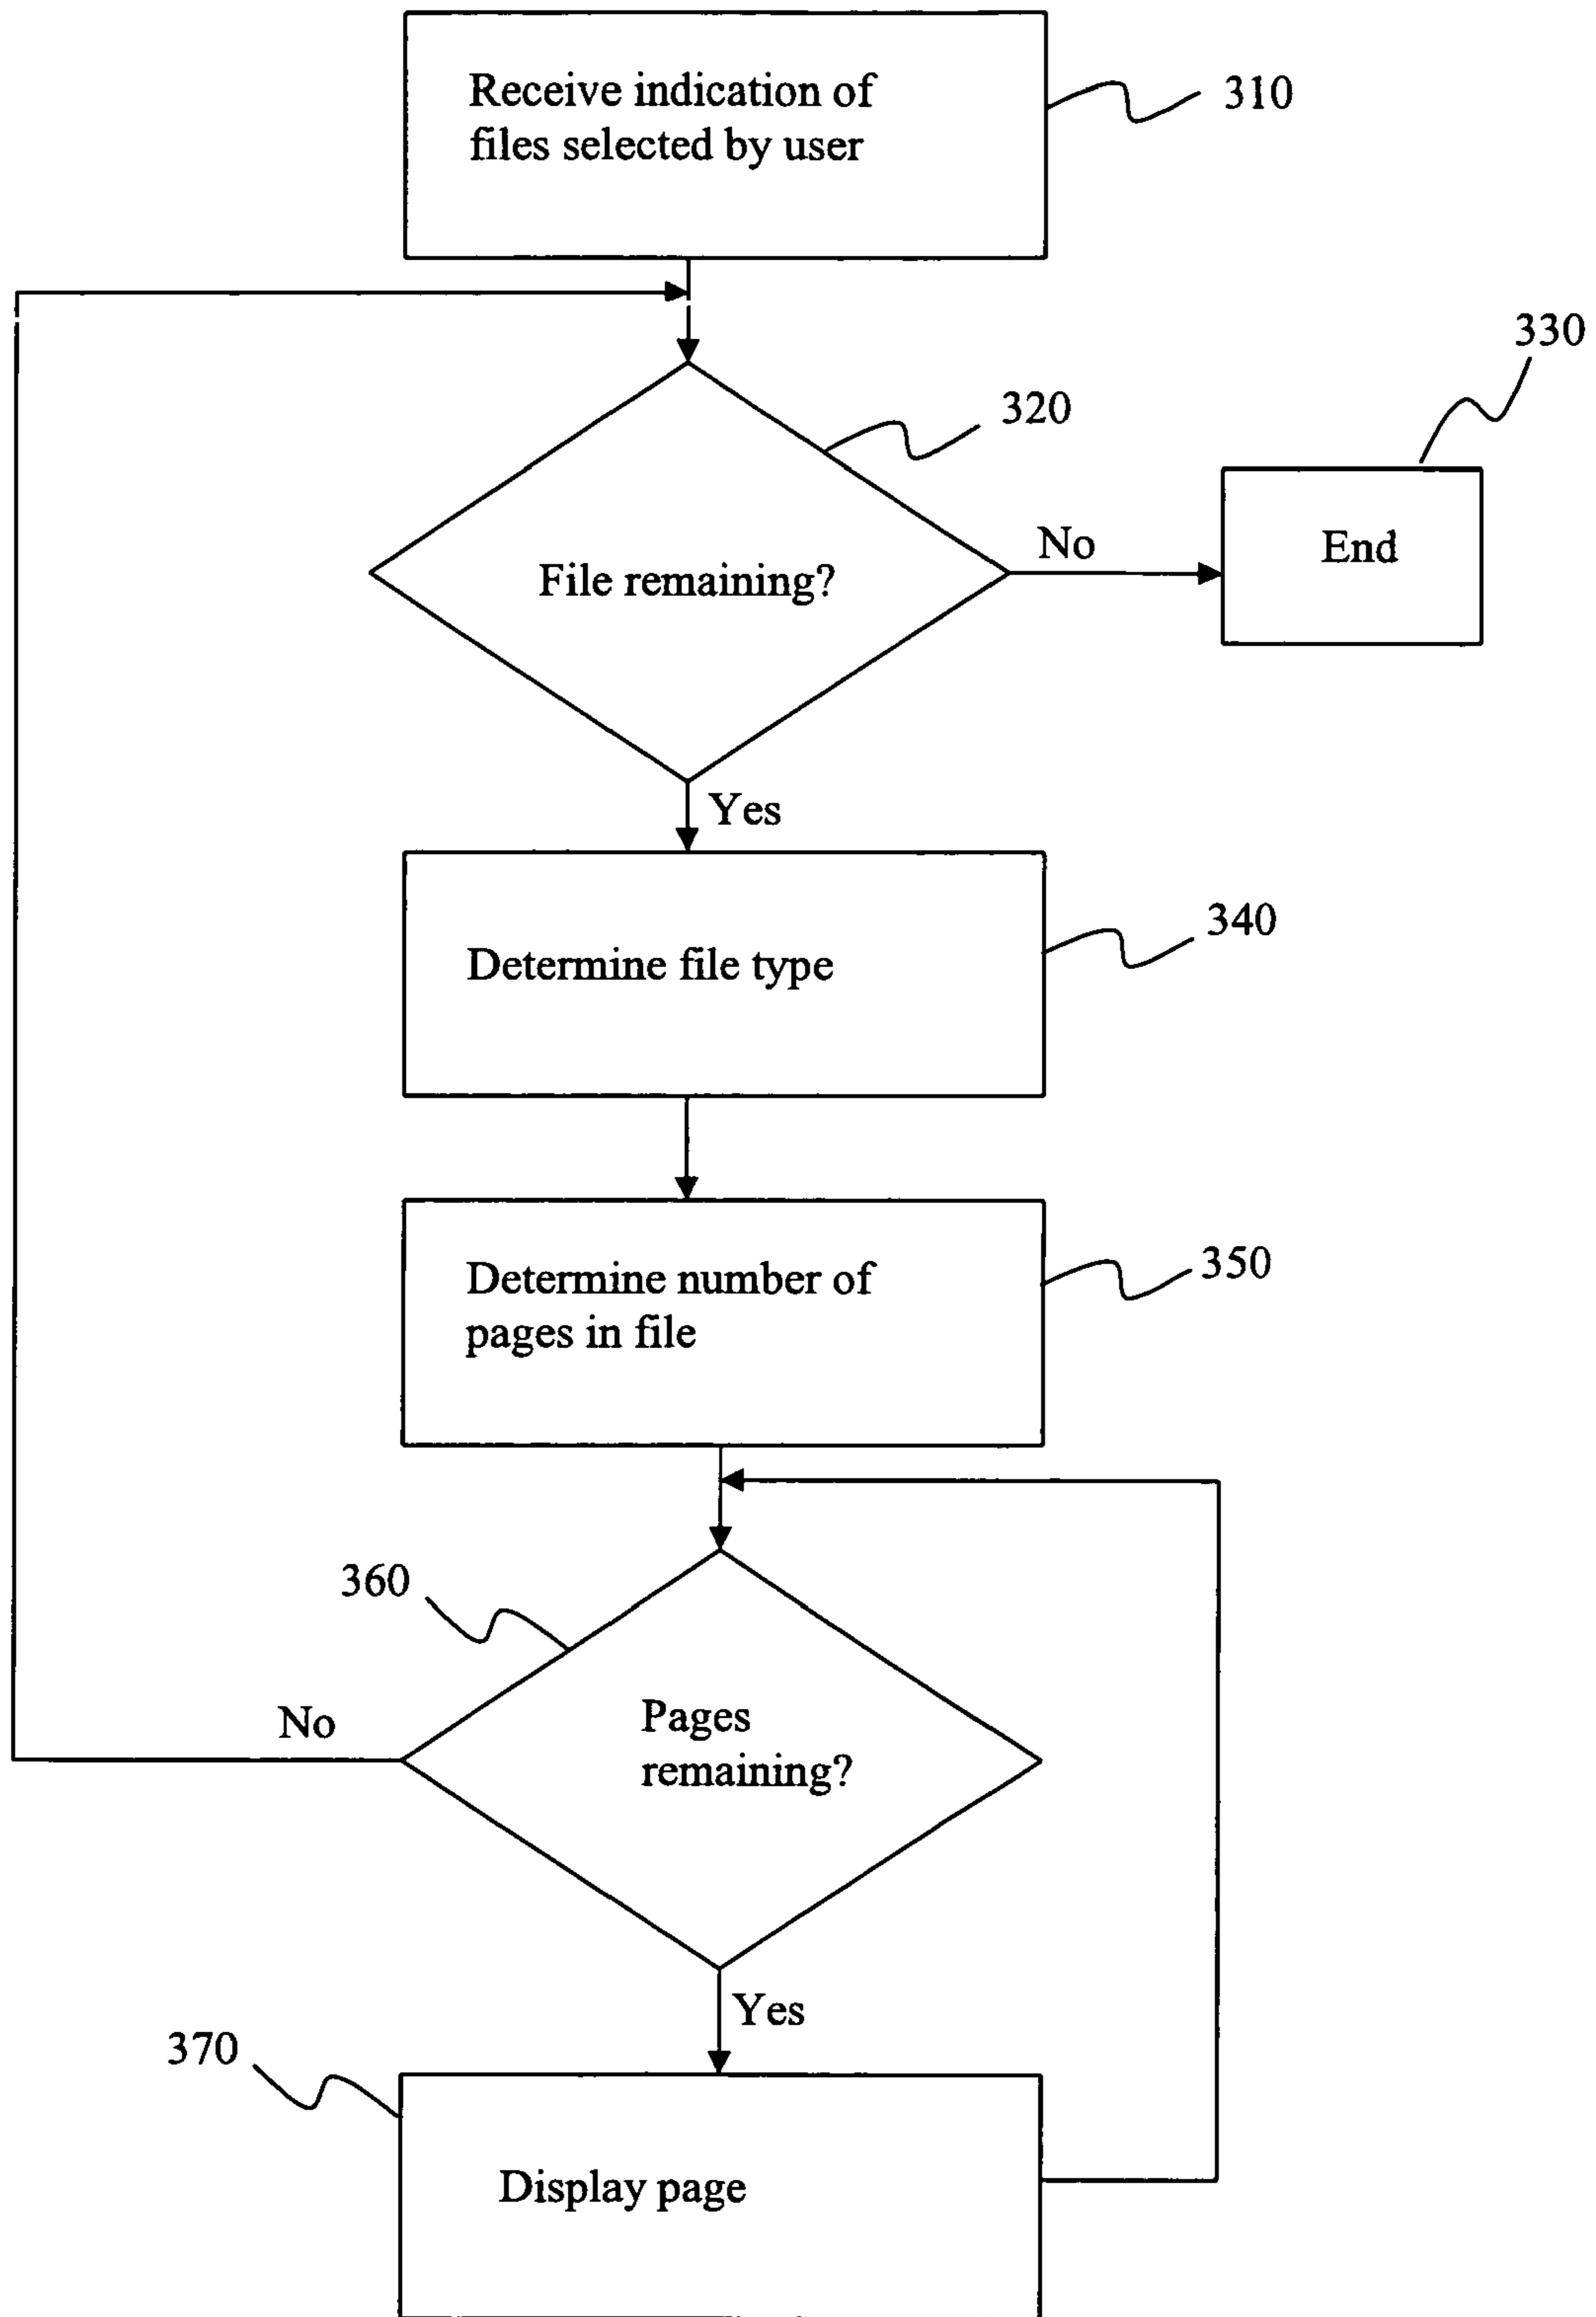 Receive indication of
files selected by user
310
330
320
File remaining?
No
End
Yes
Determine file type
340
Determine number of
pages in file
350
360
No
Pages
remaining?
Yes
370
Display page